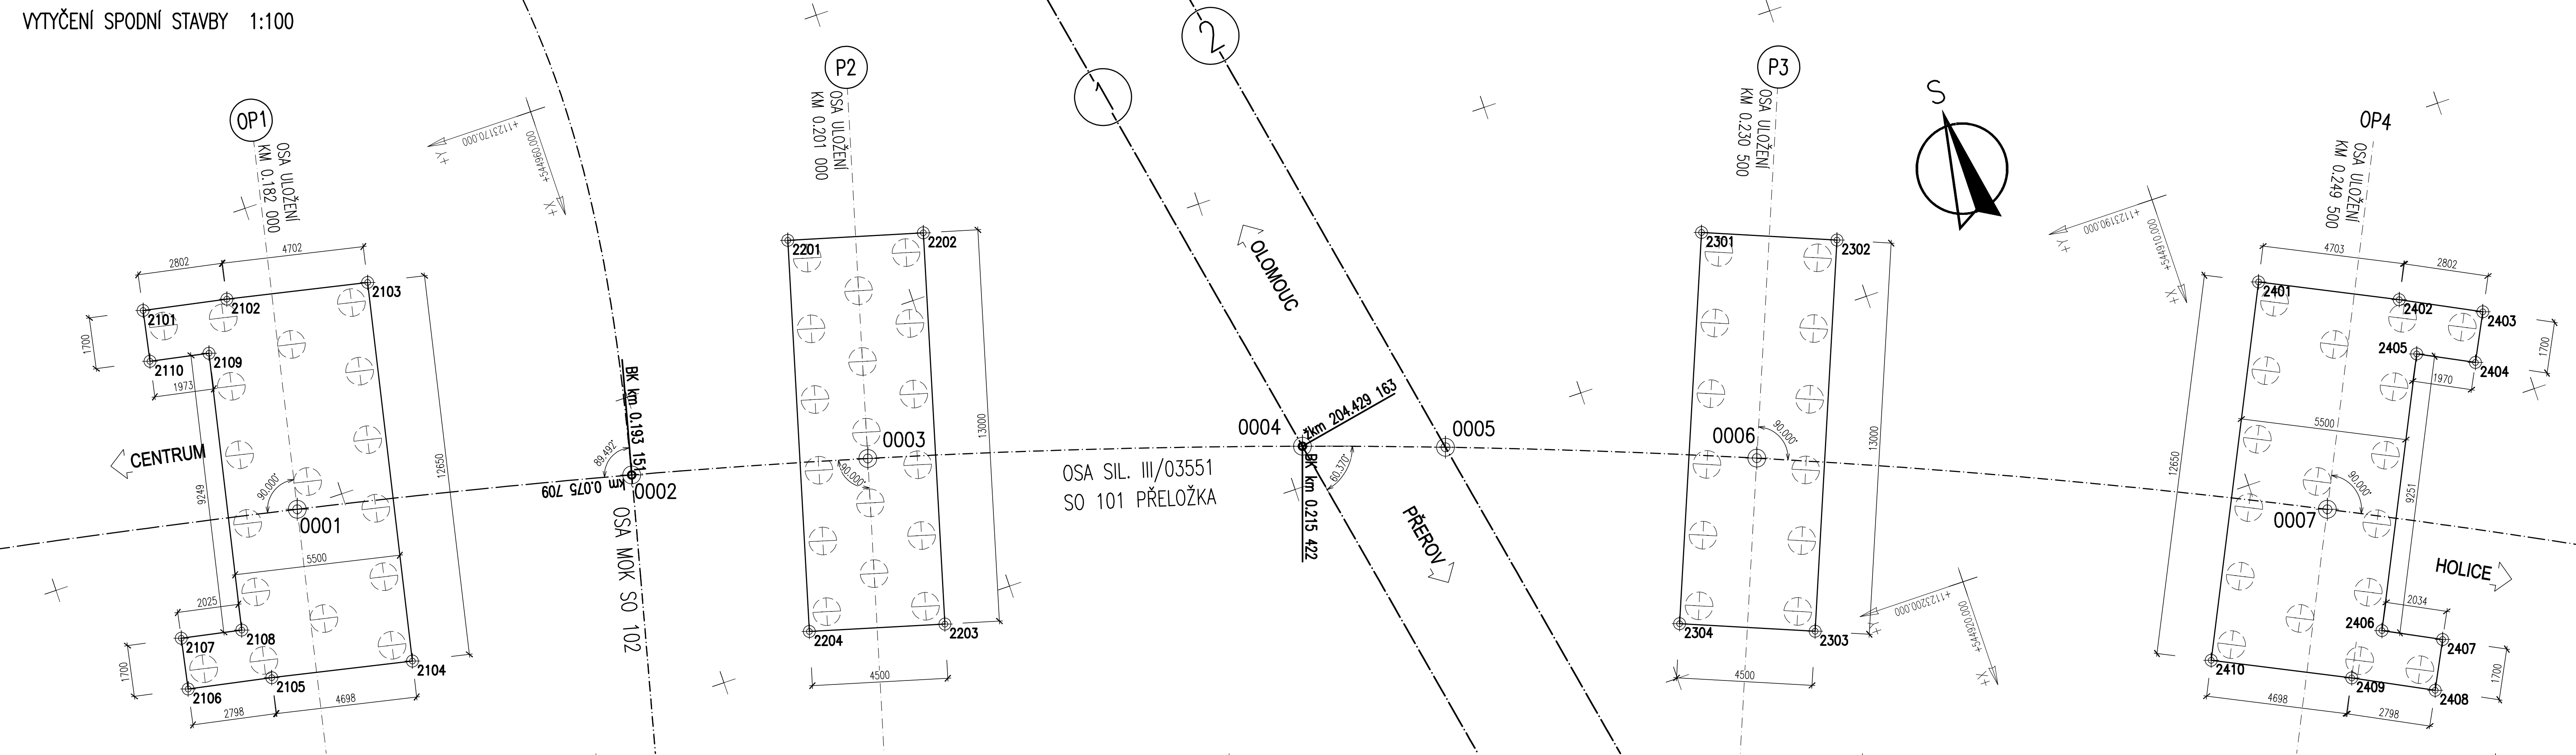 VYTYČENÍ SPODNÍ STAVBY 1:100
OP1
OSA ULOŽENÍ
KM 0.182 000
4702
2802
2101
2102
2103
1700
2110
2109
1973
9249
12650
CENTRUM
90.000°
0001
5500
2025
2107
2108
1700
2106
2105
2104
2798
4698
+1123170.000
+Y
+544960.000
+X
BK km 0.193 151
89.492°
km 0.075 709
0002
OSA MOK SO 102
P2
OSA ULOŽENÍ
KM 0.201 000
2201
2202
0003
90.000°
13000
2204
2203
4500
1
2
OLOMOUC
0004
žkm 204.429 163
0005
BK km 0.215 422
60.370°
OSA SIL. III/03551
SO 101 PŘELOŽKA
PŘEROV
P3
OSA ULOŽENÍ
KM 0.230 500
2301
2302
0006
90.000°
13000
2304
2303
4500
S
+1123200.000
+Y
+544920.000
+X
+1123190.000
+Y
+544910.000
+X
OP4
OSA ULOŽENÍ
KM 0.249 500
4703
2802
2401
2402
2403
2405
2404
1700
1970
5500
12650
9251
90.000°
0007
HOLICE
2034
2406
2407
1700
2410
2409
2408
4698
2798